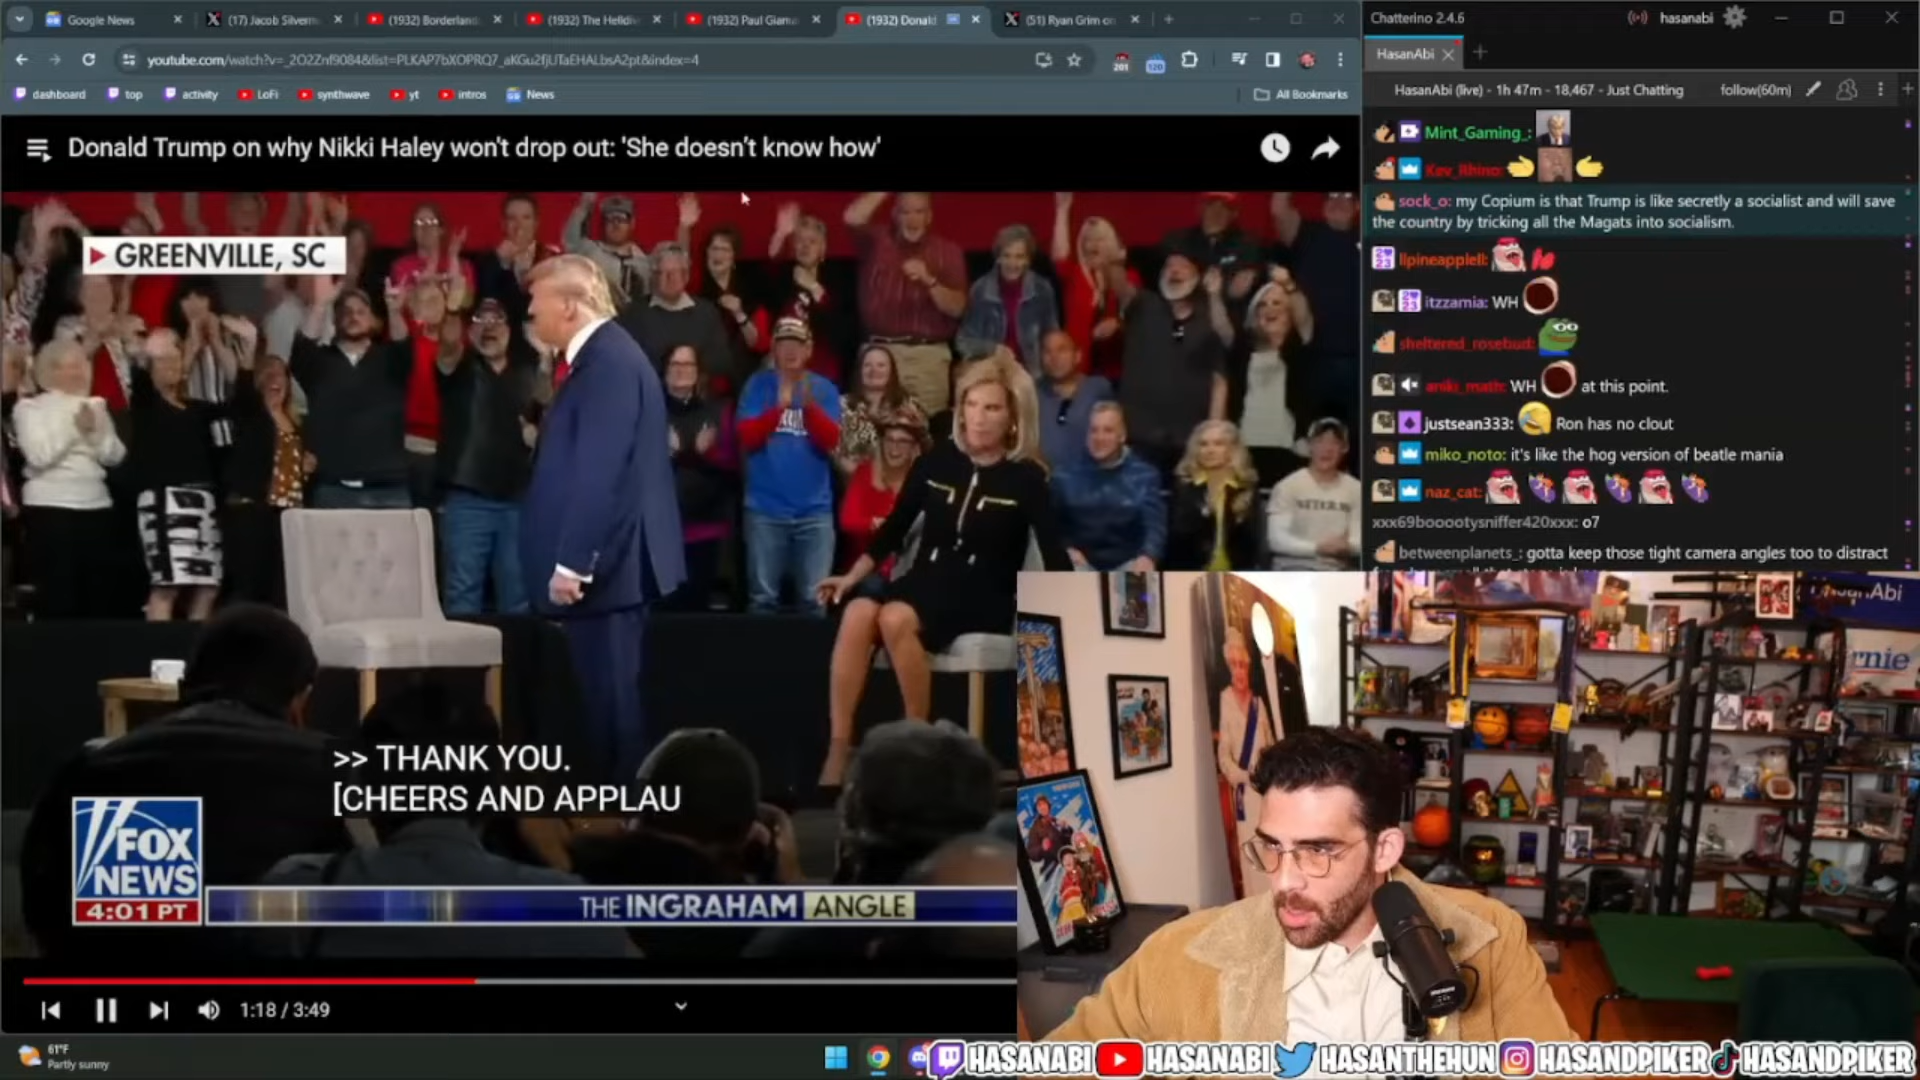 Google News
(17) Jacob Silverm
(1932) Borderland
(1932) The Helldiv
(1932) Paul Giama
(1932) Donald
(51) Ryan Grim on
youtube.com/watch?v=_2O2Znf9084&list=PLKAP7bXOPRQ7_aKGu2fjUTaEHALbsA2pt&index=4
201
120
dashboard
top
activity
LoFi
synthwave
yt
intros
News
All Bookmarks
Donald Trump on why Nikki Haley won't drop out: 'She doesn't know how'
GREENVILLE, SC
>> THANK YOU.
[CHEERS AND APPLAU
FOX
NEWS
4:01 PT
THE INGRAHAM ANGLE
1:18 / 3:49
61°F
Partly sunny
Chatterino 2.4.6
hasanabi
HasanAbi
HasanAbi (live) - 1h 47m - 18,467 - Just Chatting
follow(60m)
Mint_Gaming_:
Kev_Rhino:
sock_o: my Copium is that Trump is like secretly a socialist and will save
the country by tricking all the Magats into socialism.
llpineapplell:
itzzamia: WH
sheltered_rosebud:
aniki_math: WH at this point.
justsean333: Ron has no clout
miko_noto: it's like the hog version of beatle mania
naz_cat:
xxx69booootysniffer420xxx: o7
betweenplanets_: gotta keep those tight camera angles too to distract
HASANABI
HASANABI
HASANTHEHUN
HASANDPIKER
HASANDPIKER